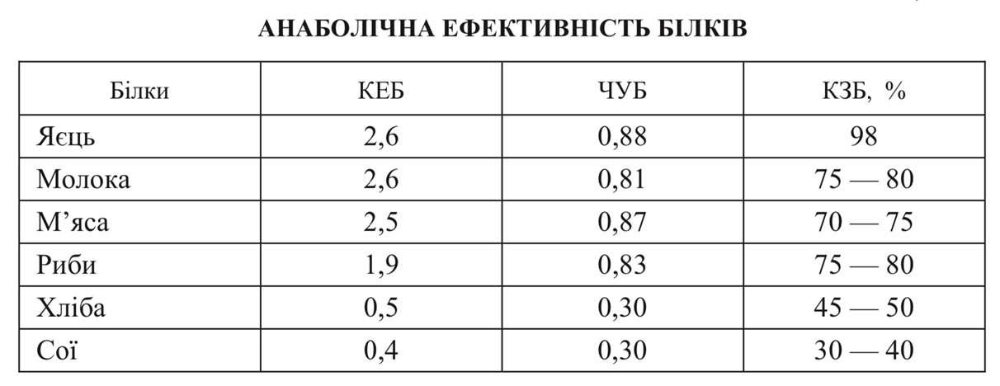 АНАБОЛІЧНА ЕФЕКТИВНІСТЬ БІЛКІВ
Білки КЕБ ЧУБ КЗБ, %
Яєць 2,6 0,88 98
Молока 2,6 0,81 75 — 80
М’яса 2,5 0,87 70 — 75
Риби 1,9 0,83 75 — 80
Хліба 0,5 0,30 45 — 50
Сої 0,4 0,30 30 — 40